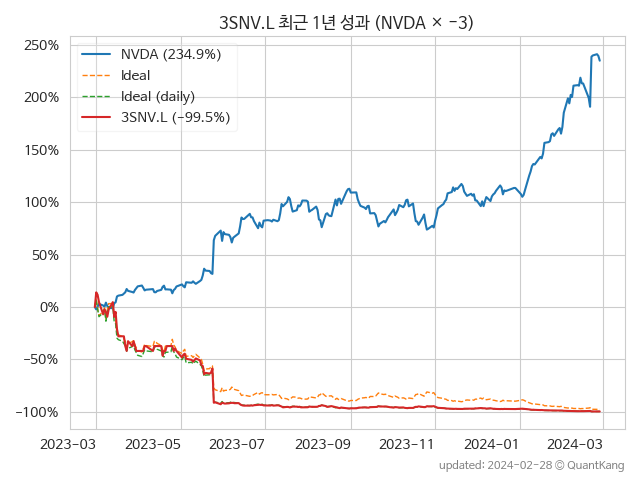 3SNV.L 최근 1년 성과 (NVDA × −3)
250%
200%
150%
100%
50%
0%
−50%
−100%
NVDA (234.9%)
Ideal
Ideal (daily)
3SNV.L (−99.5%)
2023-03
2023-05
2023-07
2023-09
2023-11
2024-01
2024-03
updated: 2024-02-28 © QuantKang